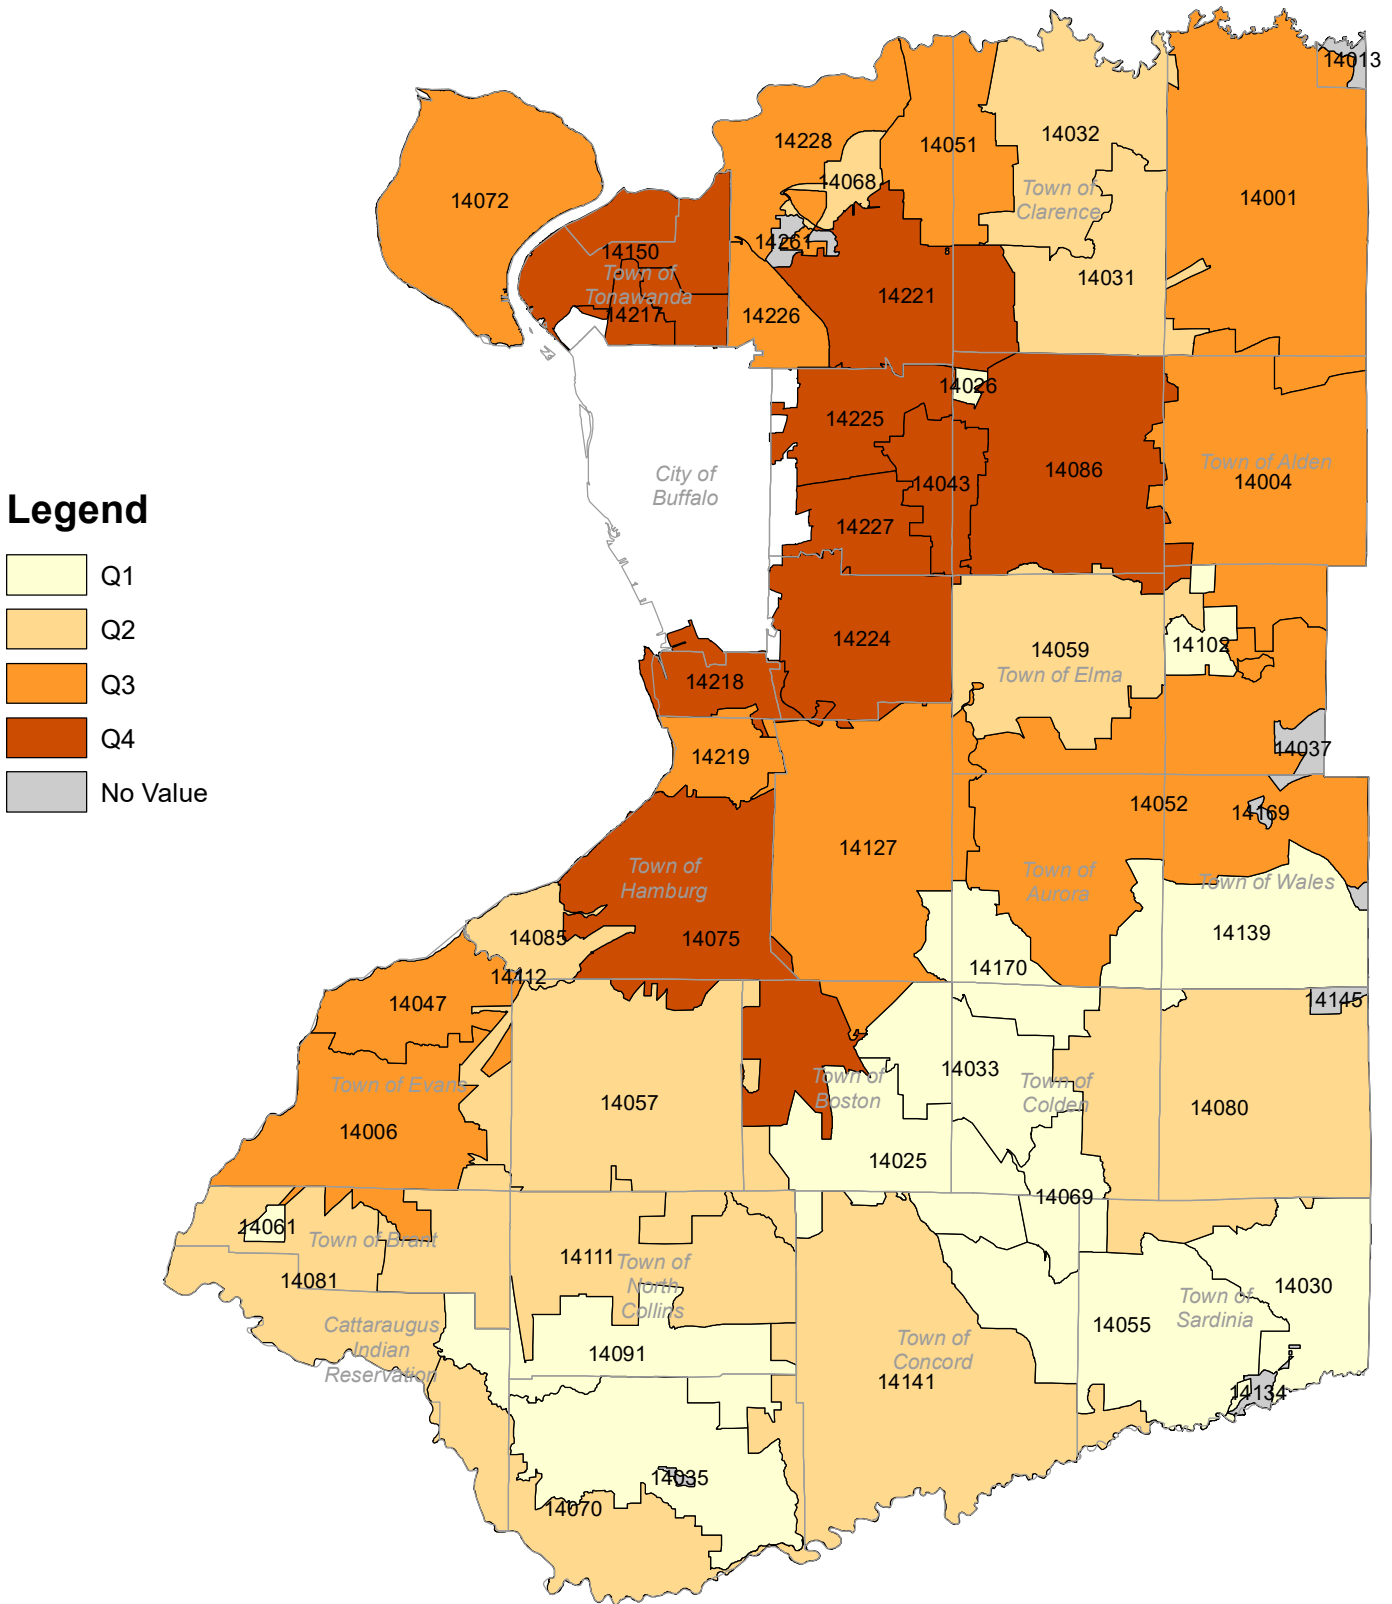 14013
14032
14228
14051
14068
14072
Town of
Clarence
14001
14261
14150
Town of
Tonawanda
14031
14221
14217
14226
14026
14225
City of
Buffalo
14043
14086
Town of Alden
14004
Legend
14227
Q1
Q2
14224
14059
Town of Elma
14102
Q3
14218
Q4
14219
14037
No Value
14052
14169
14127
Town of
Hamburg
Town of
Aurora
Town of Wales
14085
14075
14139
14170
14112
14047
14145
14033
Town of Evans
Town of
Boston
Town of
Colden
14057
14080
14006
14025
14069
14061
Town of Brant
14111
Town of
North
Collins
14081
14030
Town of
Sardinia
Cattaraugus
Indian
Reservation
14055
14091
Town of
Concord
14141
14134
14035
14070